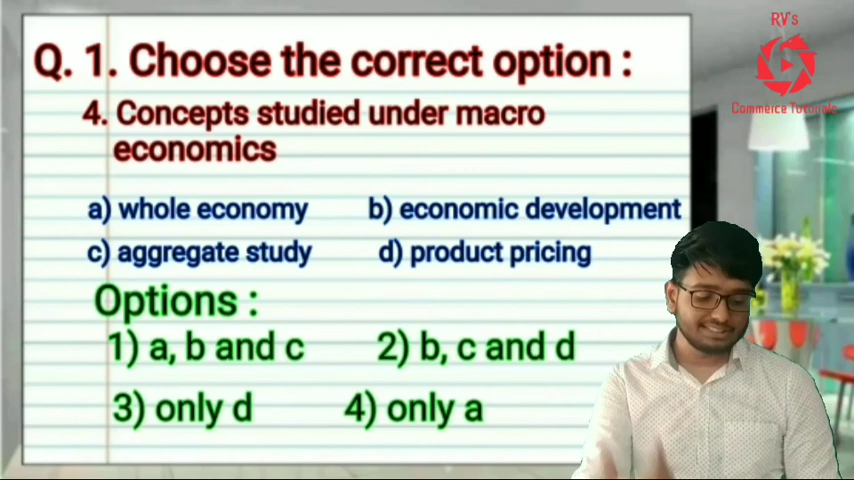 RV's
Commerce Tutorials
Q. 1. Choose the correct option :
4. Concepts studied under macro
economics
a) whole economy b) economic development
c) aggregate study d) product pricing
Options :
1) a, b and c 2) b, c and d
3) only d 4) only a